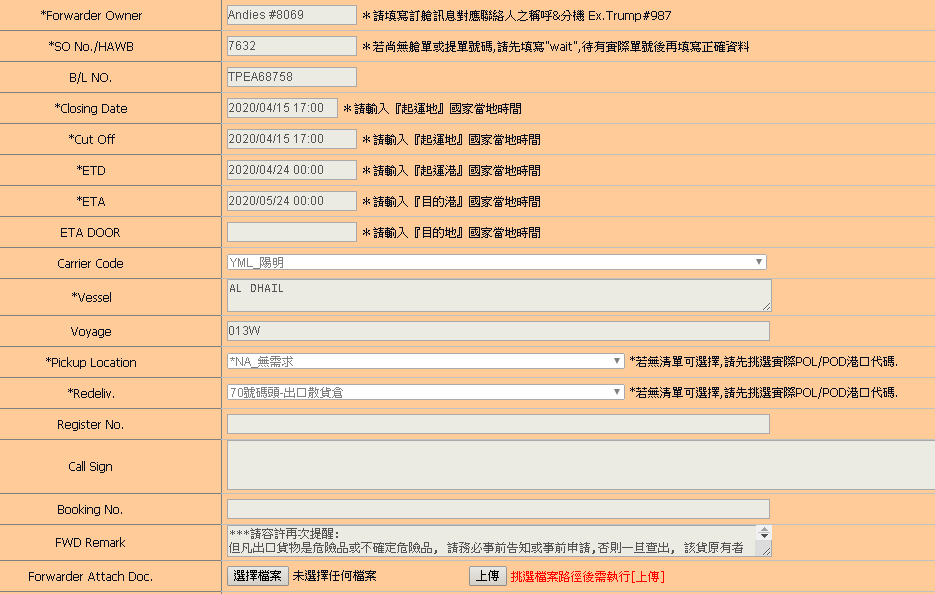 *Forwarder Owner Andies #8069 *請填寫訂艙訊息對應聯絡人之稱呼&分機 Ex.Trump#987
*SO No./HAWB 7632 *若尚無艙單或提單號碼,請先填寫"wait",待有實際單號後再填寫正確資料
B/L NO. TPEA68758
*Closing Date 2020/04/15 17:00 *請輸入『起運地』國家當地時間
*Cut Off 2020/04/15 17:00 *請輸入『起運地』國家當地時間
*ETD 2020/04/24 00:00 *請輸入『起運港』國家當地時間
*ETA 2020/05/24 00:00 *請輸入『目的港』國家當地時間
ETA DOOR *請輸入『目的地』國家當地時間
Carrier Code YML_陽明
*Vessel AL DHAIL
Voyage 013W
*Pickup Location *NA_無需求 *若無清單可選擇,請先挑選實際POL/POD港口代碼.
*Redeliv. 70號碼頭-出口散貨倉 *若無清單可選擇,請先挑選實際POL/POD港口代碼.
Register No.
Call Sign
Booking No.
FWD Remark ***請容許再次提醒:
但凡出口貨物是危險品或不確定危險品, 請務必事前告知或事前申請,否則一旦查出, 該貨原有者
Forwarder Attach Doc. 選擇檔案 未選擇任何檔案 上傳 挑選檔案路徑後需執行[上傳]